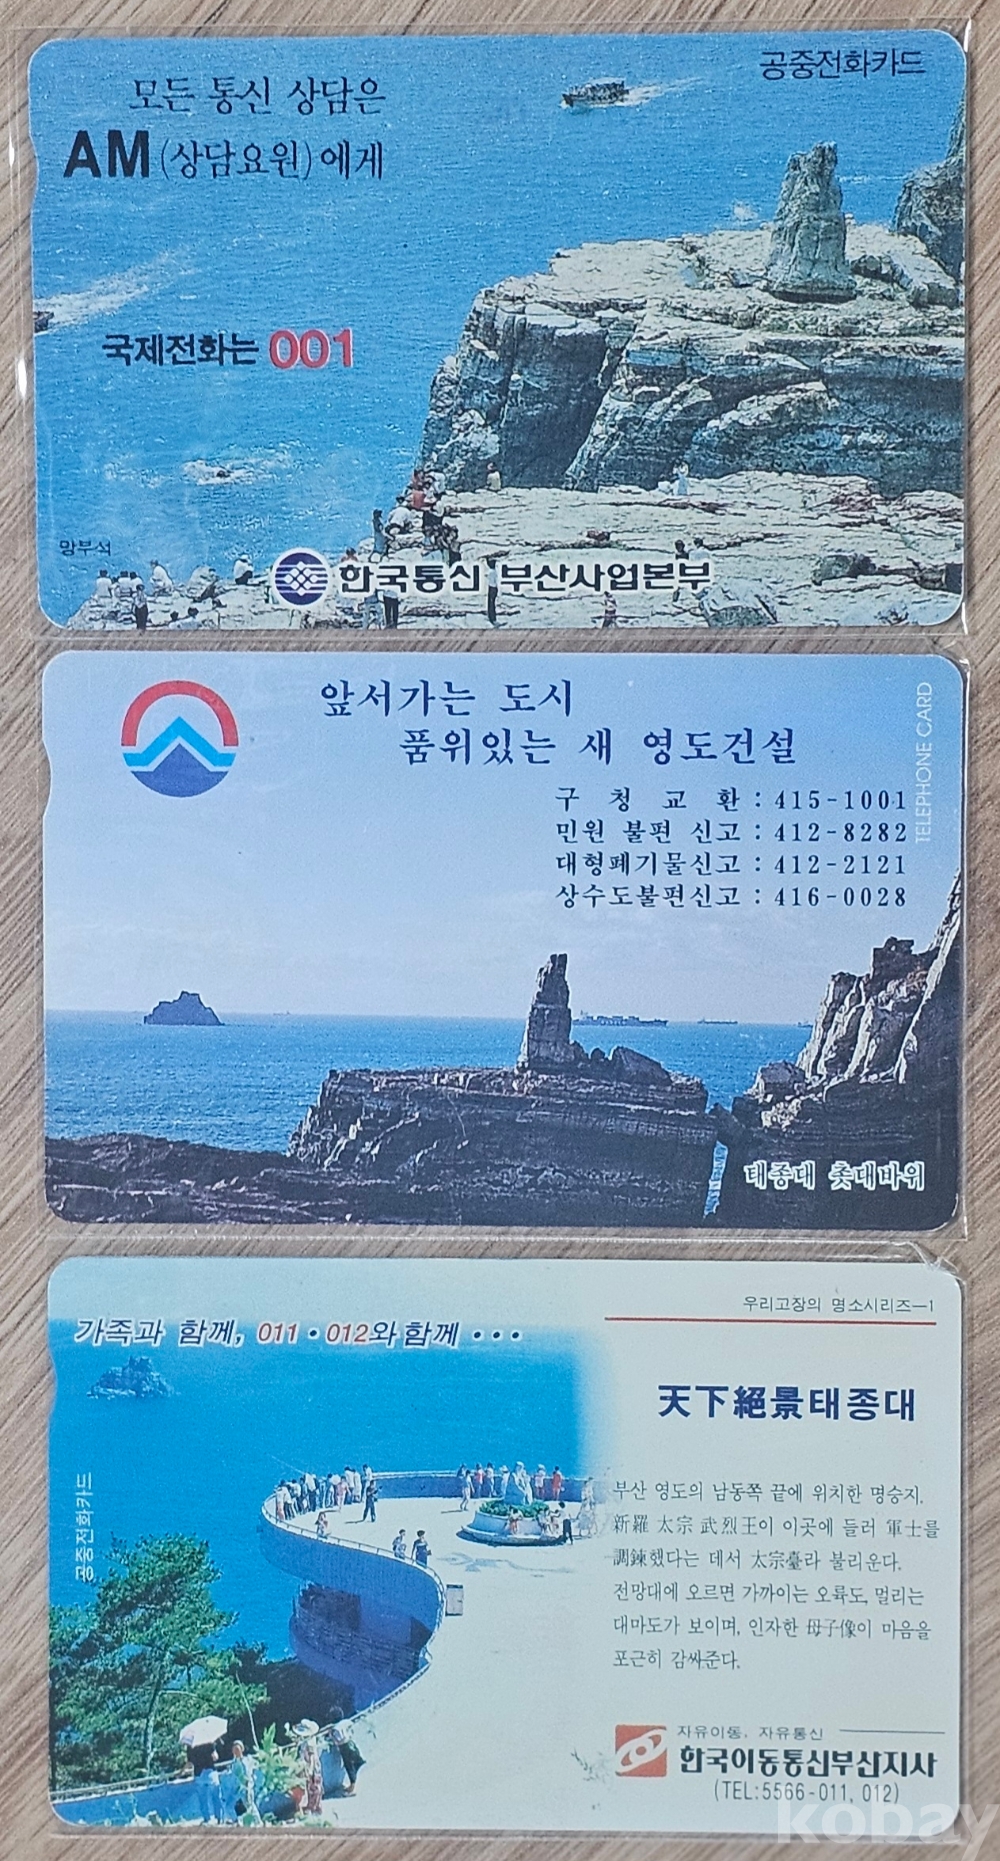 공중전화카드
모든 통신 상담은
AM(상담요원)에게
국제전화는 001
망부석
한국통신 부산사업본부
앞서가는 도시
품위있는 새 영도건설
TELEPHONE CARD
구 청 교 환 : 415-1001
민원 불편 신고 : 412-8282
대형폐기물신고 : 412-2121
상수도불편신고 : 416-0028
태종대 촛대바위
우리고장의 명소시리즈-1
가족과 함께, 011·012와 함께 ···
天下絕景태종대
공중전화카드
부산 영도의 남동쪽 끝에 위치한 명승지.
新羅 太宗 武烈王이 이곳에 들러 軍士를
調鍊했다는 데서 太宗臺라 불리운다.
전망대에 오르면 가까이는 오륙도, 멀리는
대마도가 보이며, 인자한 母子像이 마음을
포근히 감싸준다.
자유이동, 자유통신
한국이동통신부산지사
(TEL:5566-011, 012)
kobay